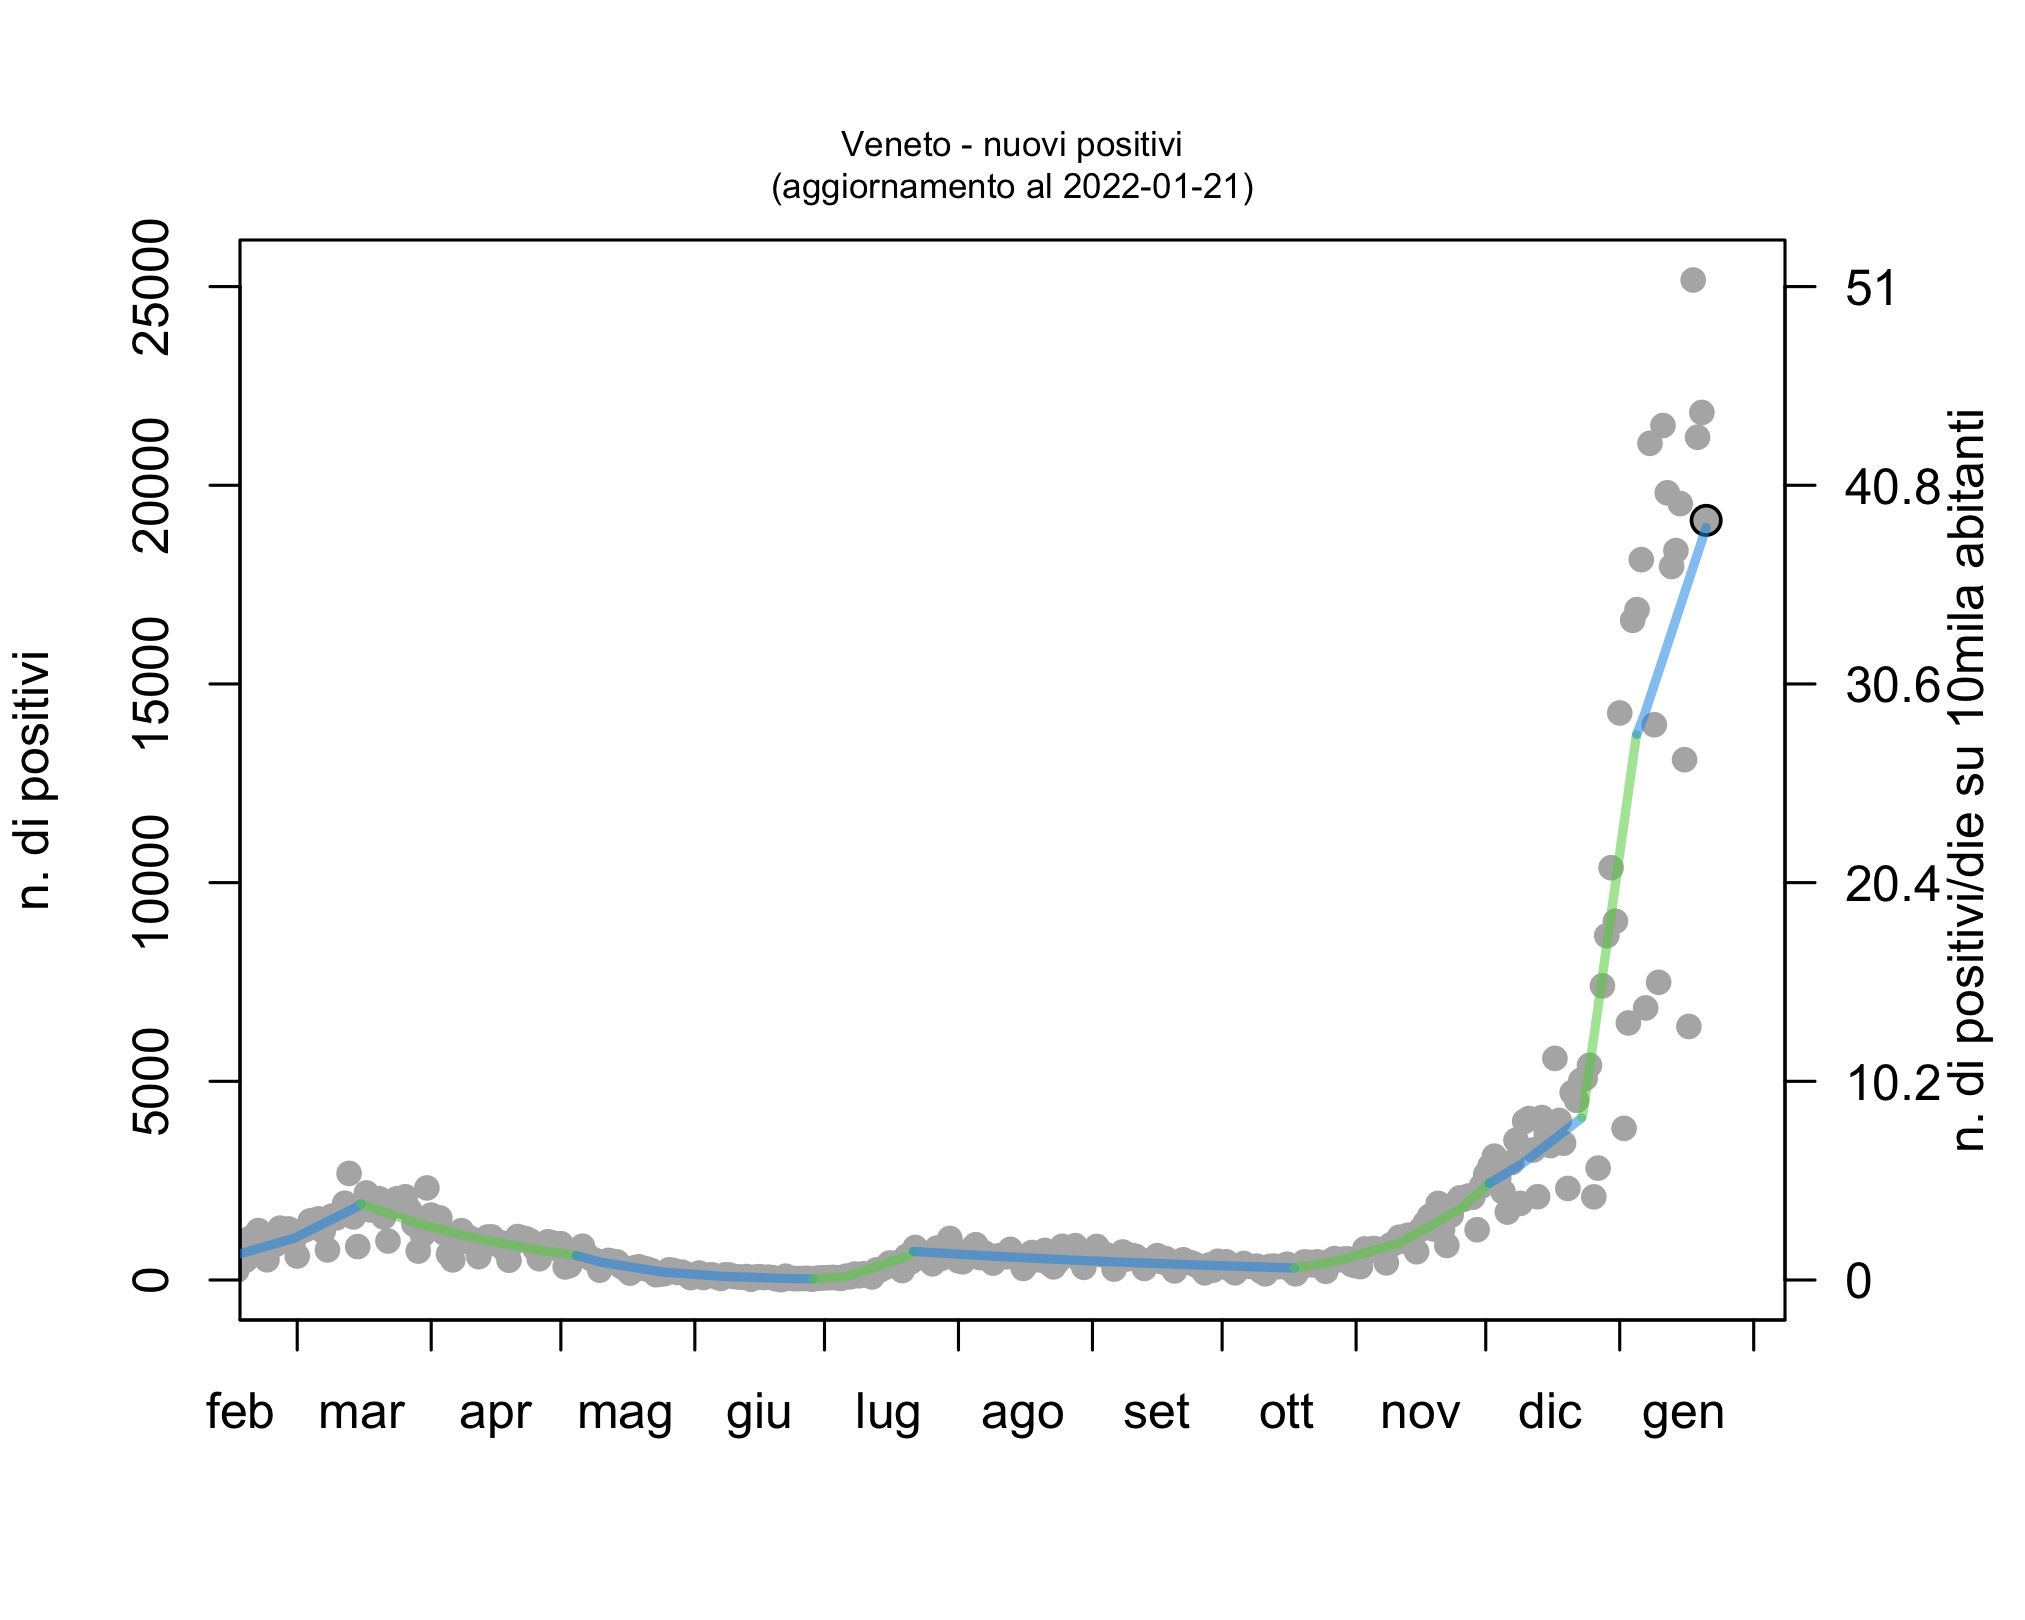 Veneto - nuovi positivi
(aggiornamento al 2022-01-21)
n. di positivi
25000
20000
15000
10000
5000
0
51
40.8
30.6
20.4
10.2
0
n. di positivi/die su 10mila abitanti
feb mar apr mag giu lug ago set ott nov dic gen